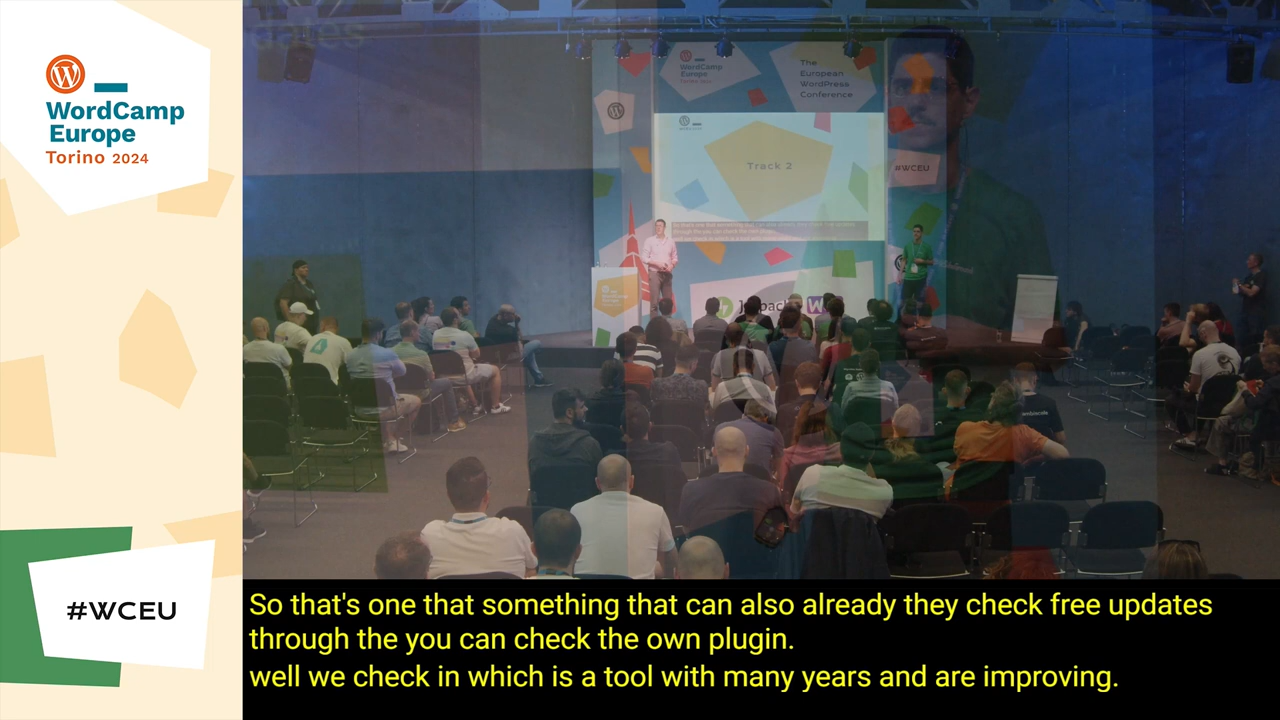 WordCamp
Europe
Torino 2024
#WCEU
dates
WordCamp
Europe
The
European
WordPress
Conference
Track 2
#WCEU
So that's one that something that can also already they check free updates
through the you can check the own plugin.
well we check in which is a tool with many years and are improving.